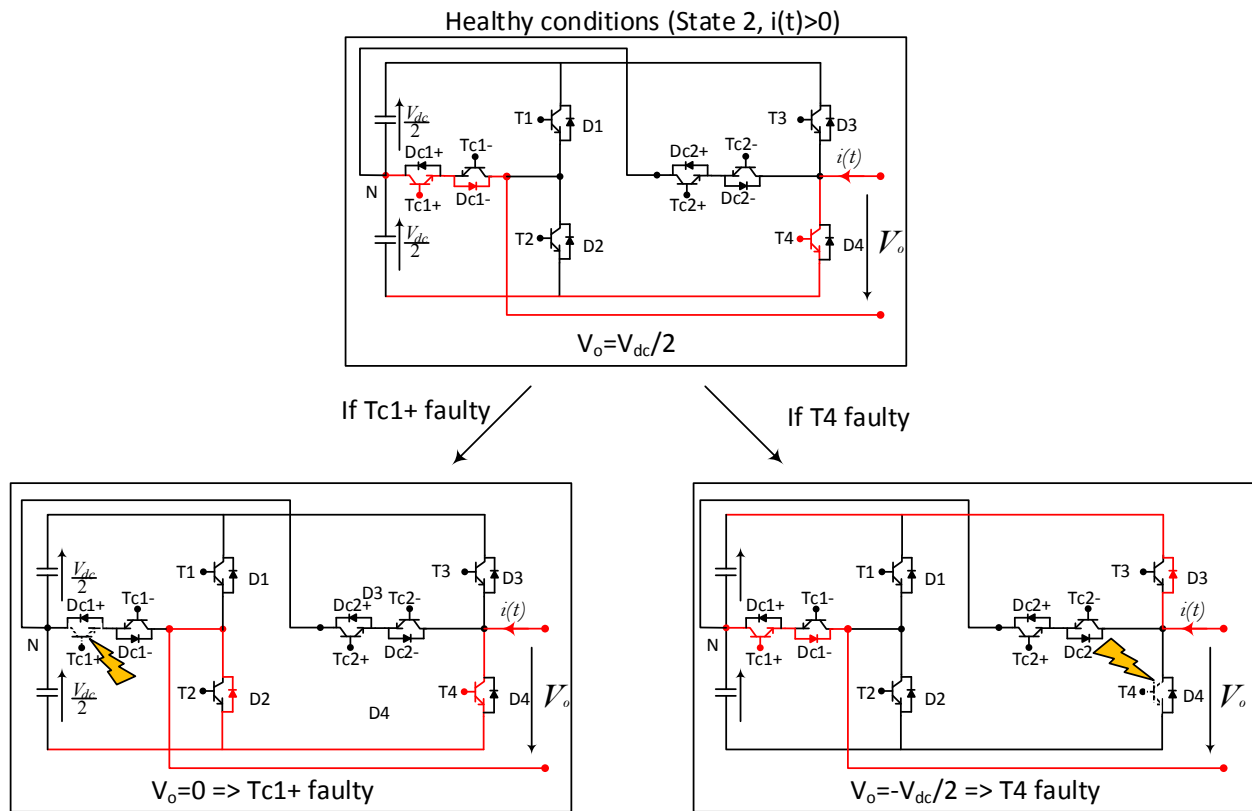 Healthy conditions (State 2, i(t)>0)
Vdc
2
T1
D1
T3
D3
Dc1+
Tc1-
Dc2+
Tc2-
i(t)
N
Tc1+
Dc1-
Tc2+
Dc2-
Vdc
2
T2
D2
T4
D4
Vo
Vo=Vdc/2
If Tc1+ faulty
If T4 faulty
Vdc
2
T1
D1
T3
D3
D3
Dc1+
Tc1-
Dc2+
Tc2-
i(t)
N
Tc1+
Dc1-
Tc2+
Dc2-
Vdc
2
T2
D2
T4
D4
D4
Vo
Vo=0 => Tc1+ faulty
T1
D1
T3
D3
Dc1+
Tc1-
Dc2+
Tc2-
i(t)
N
Tc1+
Dc1-
Tc2+
Dc2
T2
D2
T4
D4
Vo
Vo=-Vdc/2 => T4 faulty